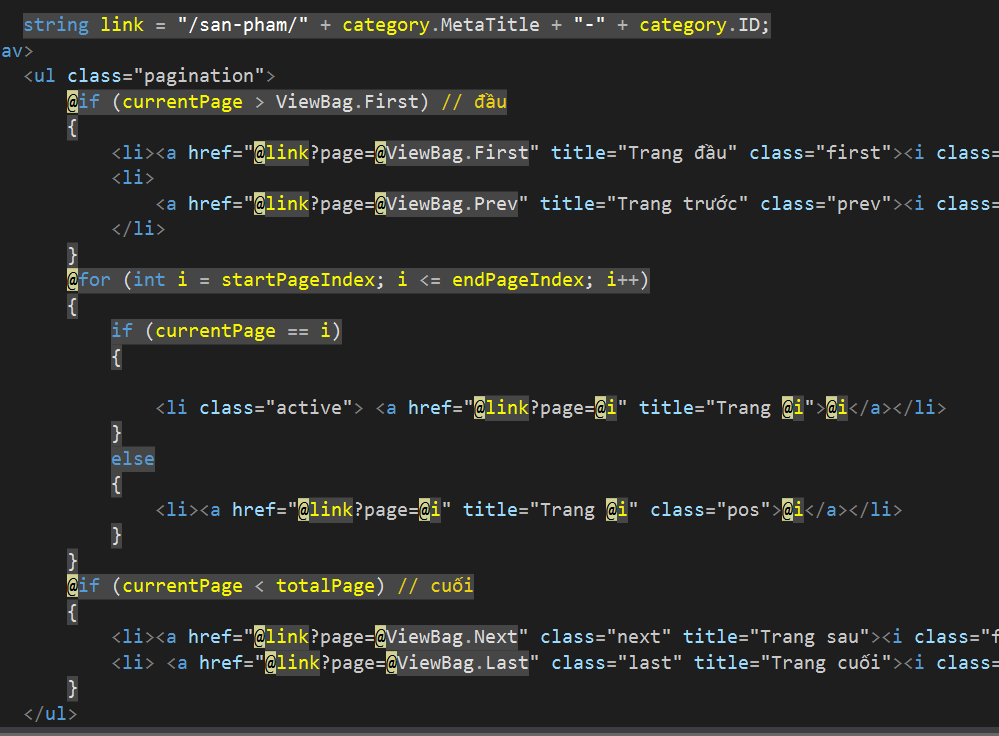 string link = "/san-pham/" + category.MetaTitle + "-" + category.ID;
av>
<ul class="pagination">
@if (currentPage > ViewBag.First) // đầu
{
<li><a href="@link?page=@ViewBag.First" title="Trang đầu" class="first"><i class=
<li>
<a href="@link?page=@ViewBag.Prev" title="Trang trước" class="prev"><i class=
</li>
}
@for (int i = startPageIndex; i <= endPageIndex; i++)
{
if (currentPage == i)
{
<li class="active"> <a href="@link?page=@i" title="Trang @i">@i</a></li>
}
else
{
<li><a href="@link?page=@i" title="Trang @i" class="pos">@i</a></li>
}
}
@if (currentPage < totalPage) // cuối
{
<li><a href="@link?page=@ViewBag.Next" class="next" title="Trang sau"><i class="f
<li> <a href="@link?page=@ViewBag.Last" class="last" title="Trang cuối"><i class=
}
</ul>